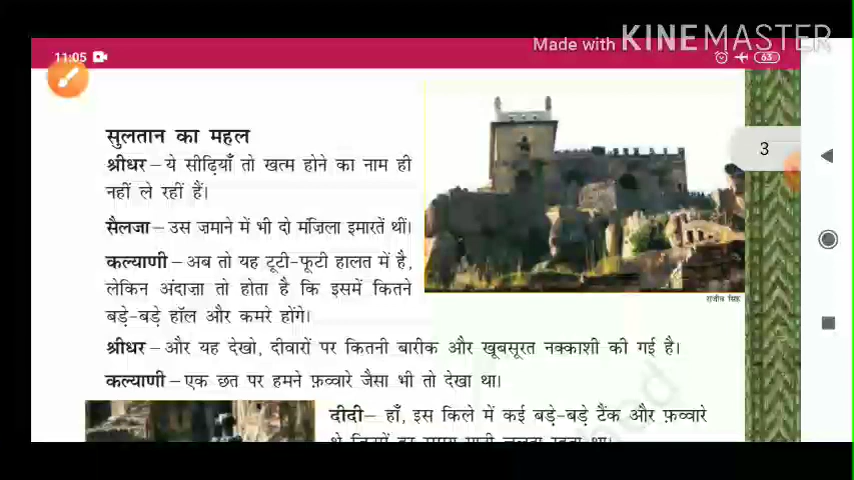 Made with KINEMASTER
11:05
63
3
सुलतान का महल
श्रीधर – ये सीढ़ियाँ तो खत्म होने का नाम ही
नहीं ले रहीं हैं।
सैलजा – उस ज़माने में भी दो मंज़िला इमारतें थीं।
कल्याणी – अब तो यह टूटी-फूटी हालत में है,
लेकिन अंदाज़ा तो होता है कि इसमें कितने
बड़े-बड़े हॉल और कमरे होंगे।
राजीव सिंह
श्रीधर – और यह देखो, दीवारों पर कितनी बारीक और खूबसूरत नक्काशी की गई है।
कल्याणी – एक छत पर हमने फ़व्वारे जैसा भी तो देखा था।
दीदी – हाँ, इस किले में कई बड़े-बड़े टैंक और फ़व्वारे